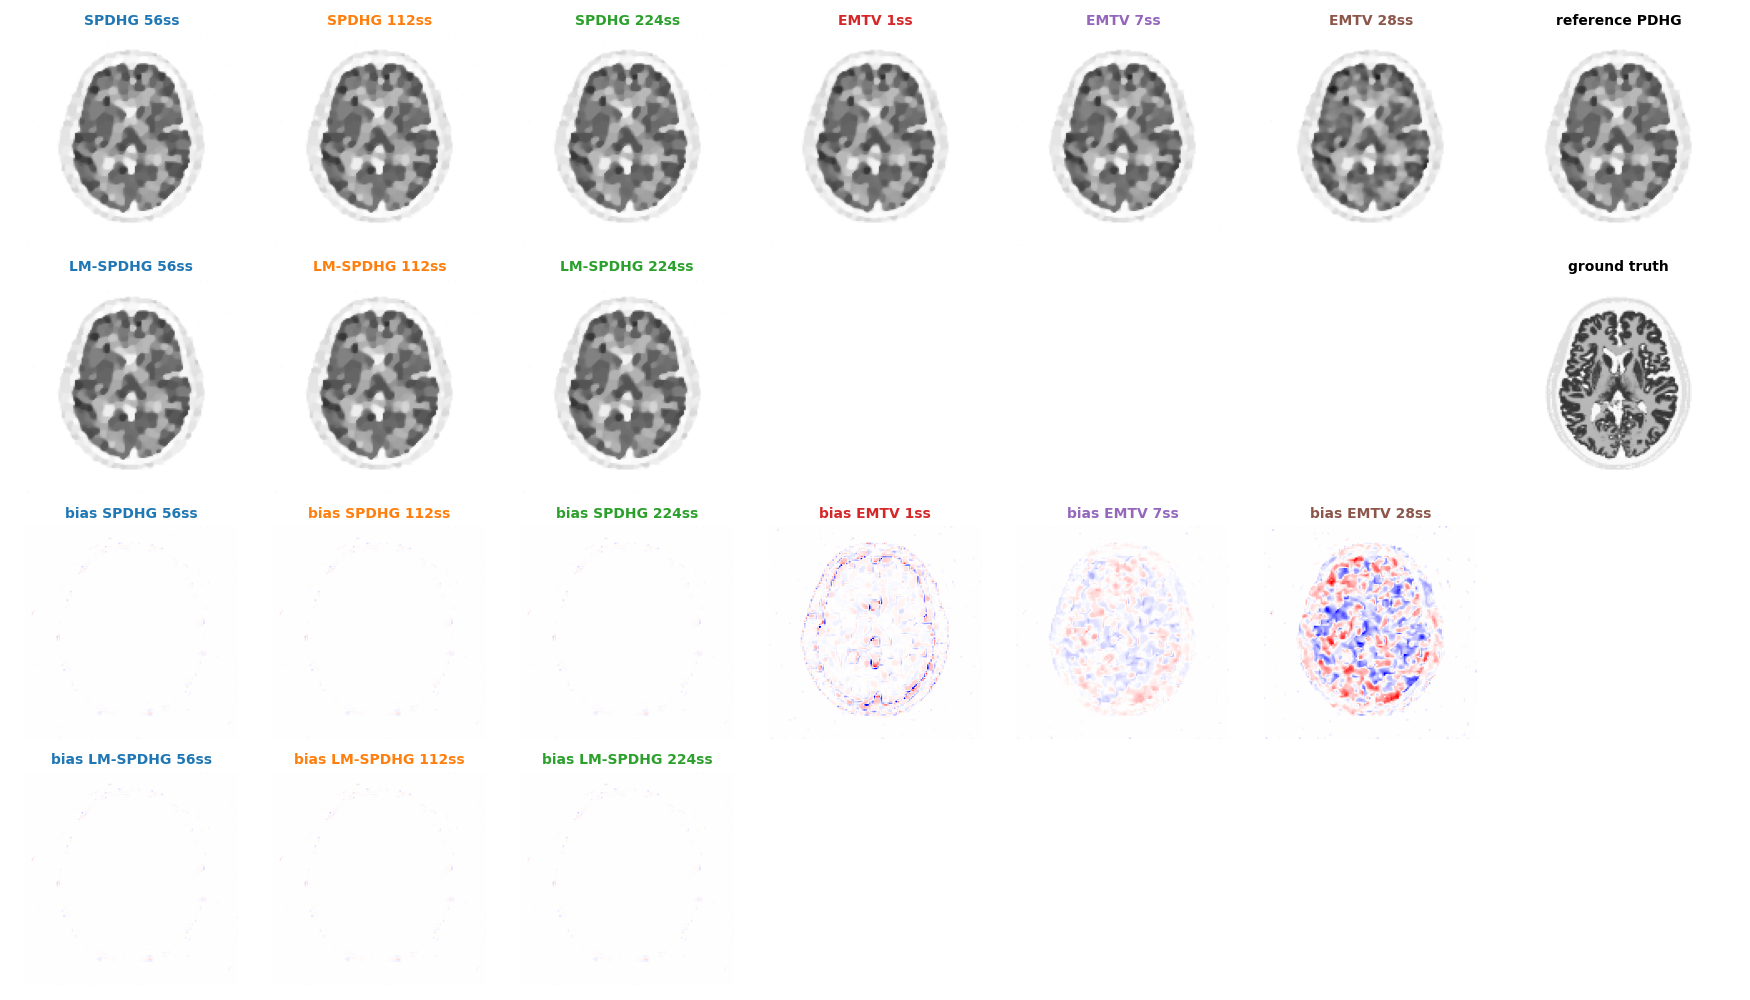 SPDHG 56ss
SPDHG 112ss
SPDHG 224ss
EMTV 1ss
EMTV 7ss
EMTV 28ss
reference PDHG
LM-SPDHG 56ss
LM-SPDHG 112ss
LM-SPDHG 224ss
ground truth
bias SPDHG 56ss
bias SPDHG 112ss
bias SPDHG 224ss
bias EMTV 1ss
bias EMTV 7ss
bias EMTV 28ss
bias LM-SPDHG 56ss
bias LM-SPDHG 112ss
bias LM-SPDHG 224ss